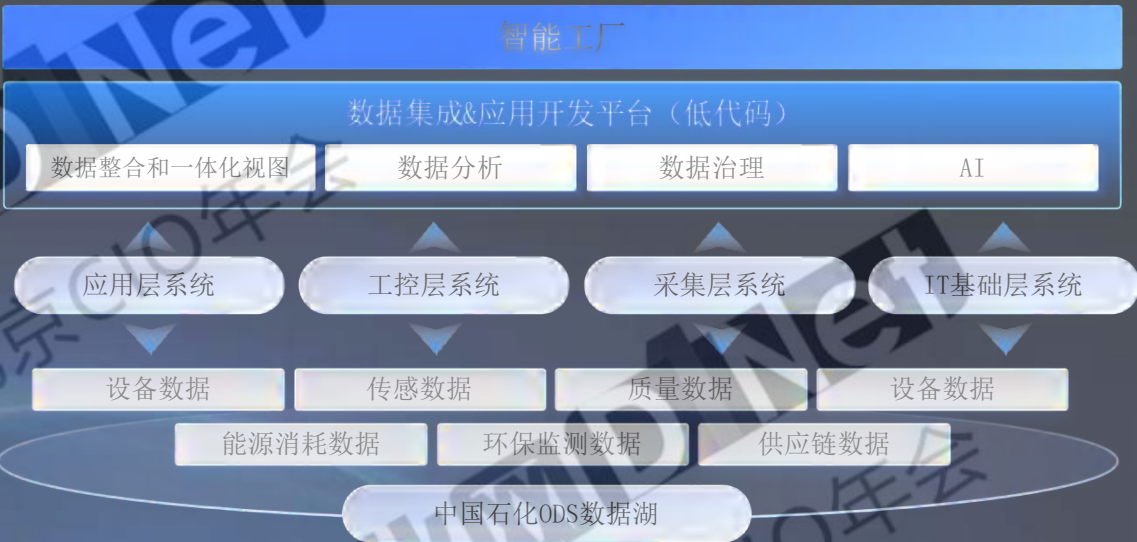 智能工厂
数据集成&应用开发平台（低代码）
数据整合和一体化视图 数据分析 数据治理 AI
应用层系统 工控层系统 采集层系统 IT基础层系统
设备数据 传感数据 质量数据 设备数据
能源消耗数据 环保监测数据 供应链数据
中国石化ODS数据湖